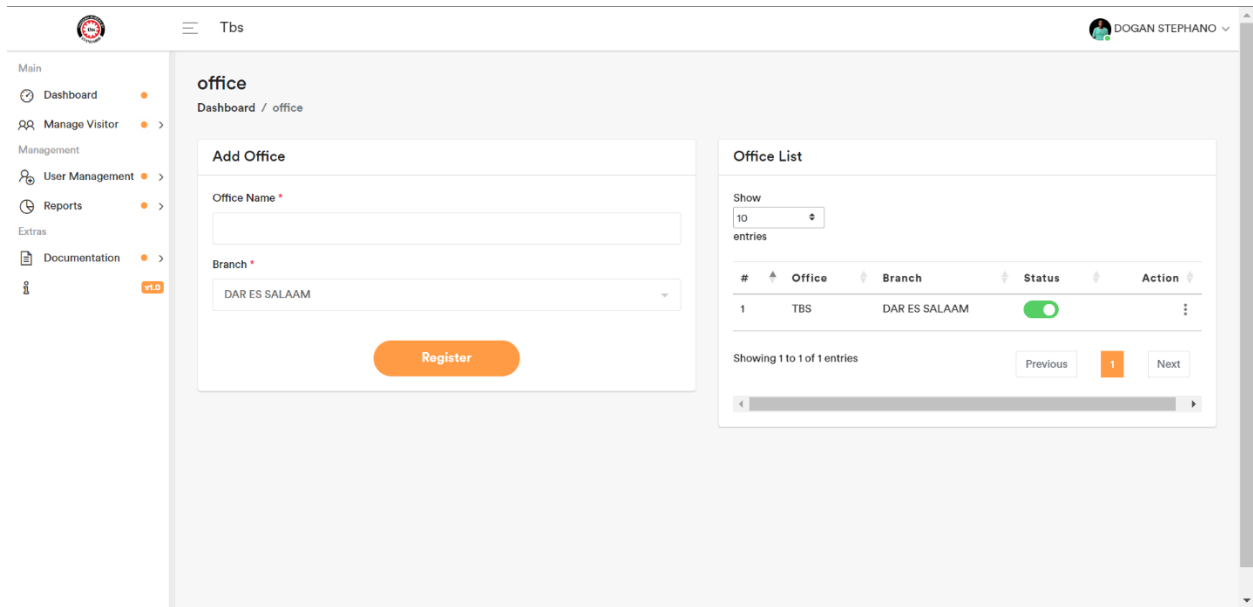 Tbs
DOGAN STEPHANO
Main
Dashboard
Manage Visitor
Management
User Management
Reports
Extras
Documentation
v1.0
office
Dashboard / office
Add Office
Office Name *
Branch *
DAR ES SALAAM
Register
Office List
Show
10
entries
# Office Branch Status Action
1 TBS DAR ES SALAAM
Showing 1 to 1 of 1 entries
Previous 1 Next